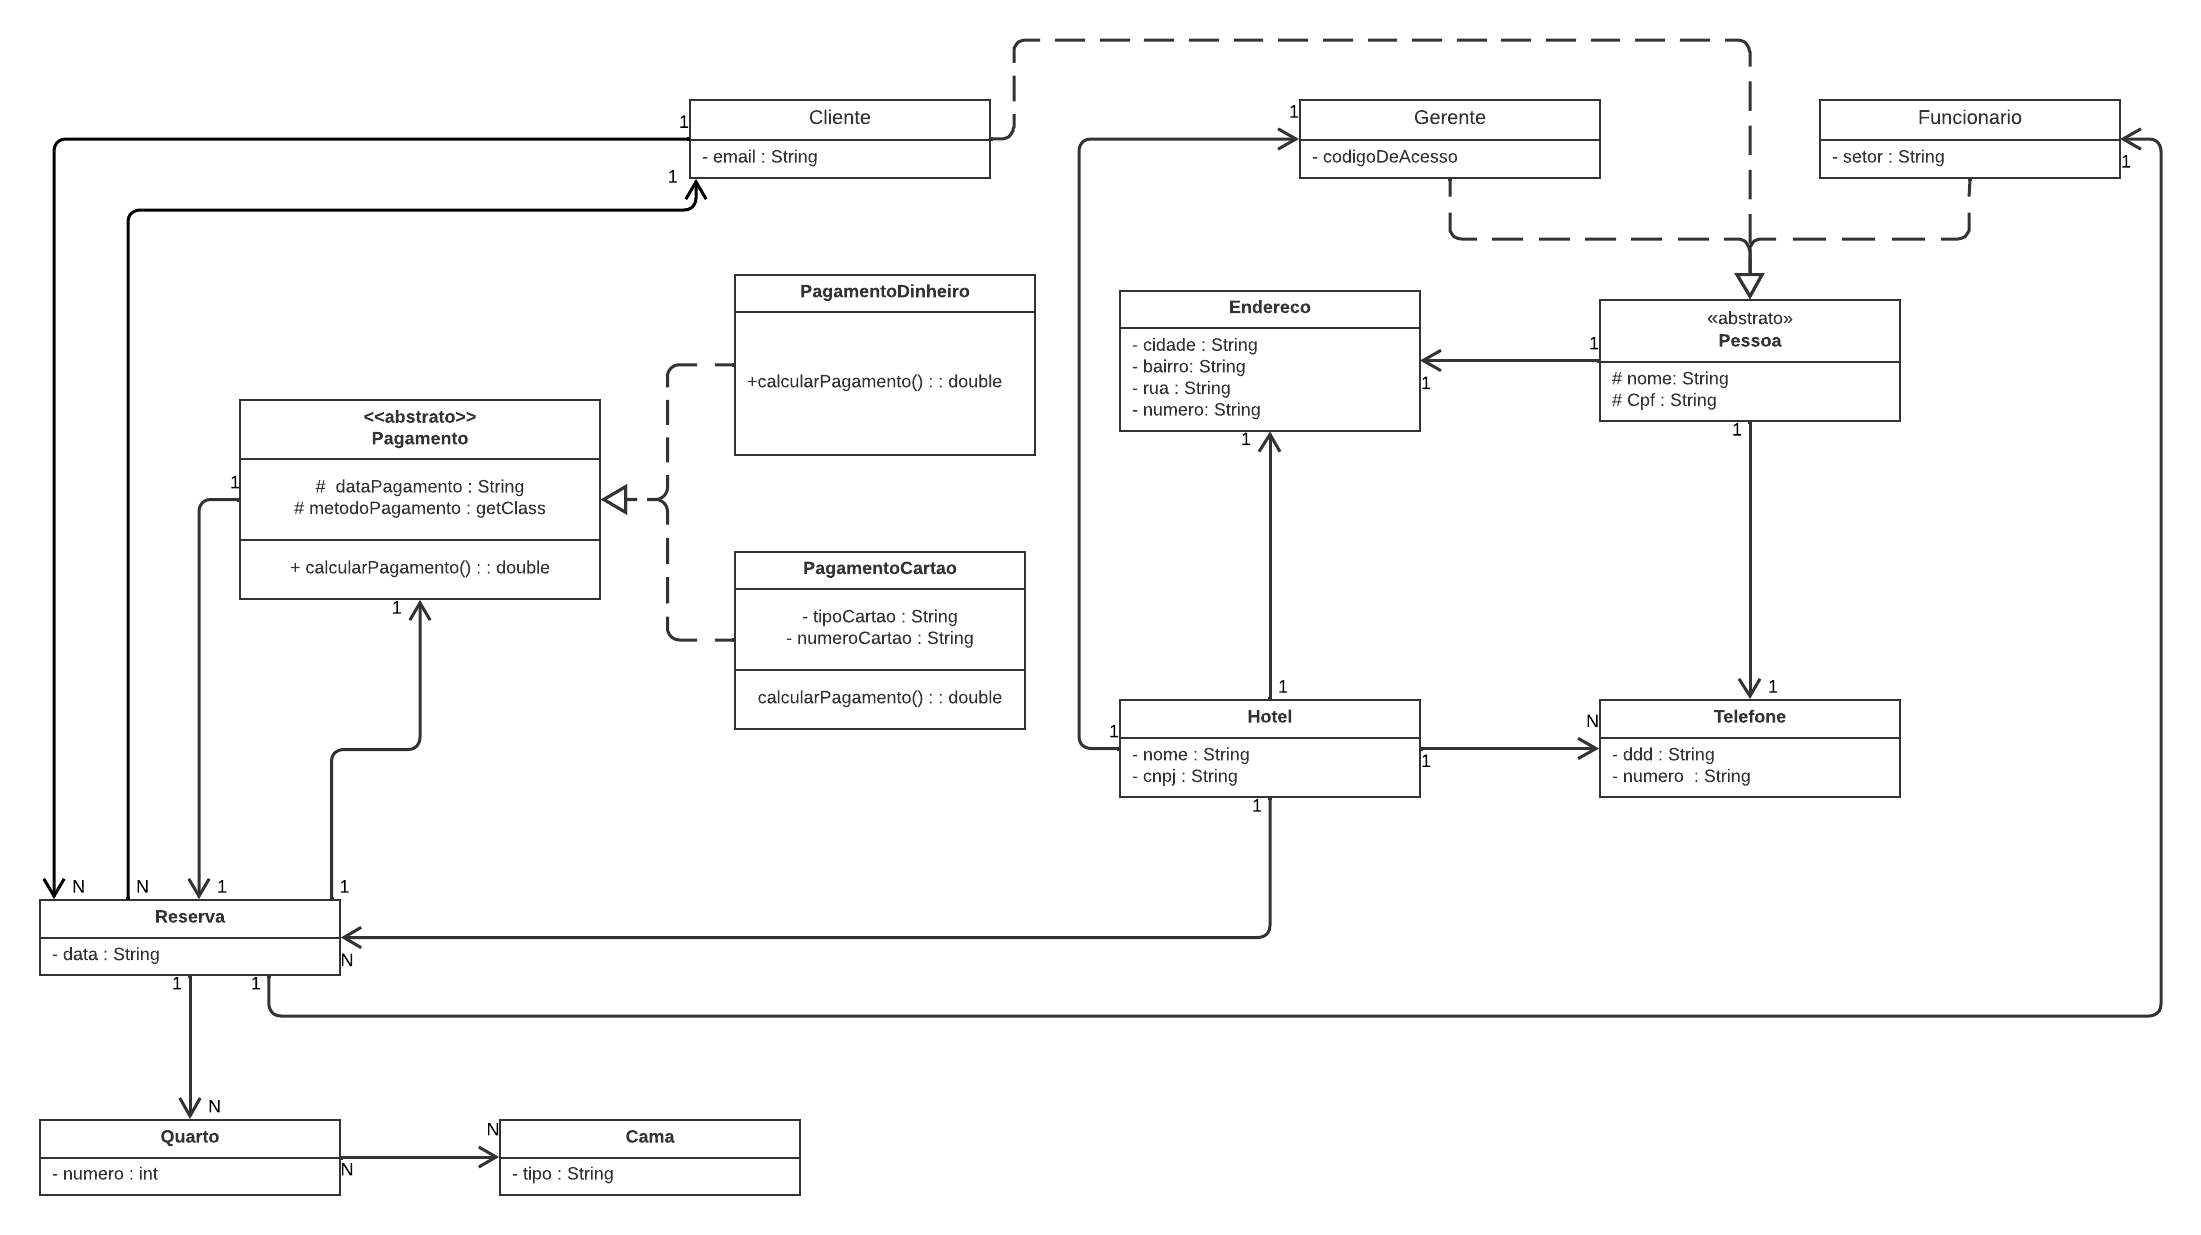 1
Cliente
- email : String
1
1
Gerente
- codigoDeAcesso
Funcionario
- setor : String
1
PagamentoDinheiro
+calcularPagamento() : : double
Endereco
- cidade : String
- bairro: String
- rua : String
- numero: String
1
1
1
«abstrato»
Pessoa
# nome: String
# Cpf : String
1
<<abstrato>>
Pagamento
#  dataPagamento : String
# metodoPagamento : getClass
+ calcularPagamento() : : double
1
1
PagamentoCartao
- tipoCartao : String
- numeroCartao : String
calcularPagamento() : : double
1
1
Hotel
- nome : String
- cnpj : String
1
1
N
1
Telefone
- ddd : String
- numero  : String
N
N
1
1
Reserva
- data : String
N
1
1
N
Quarto
- numero : int
N
N
Cama
- tipo : String